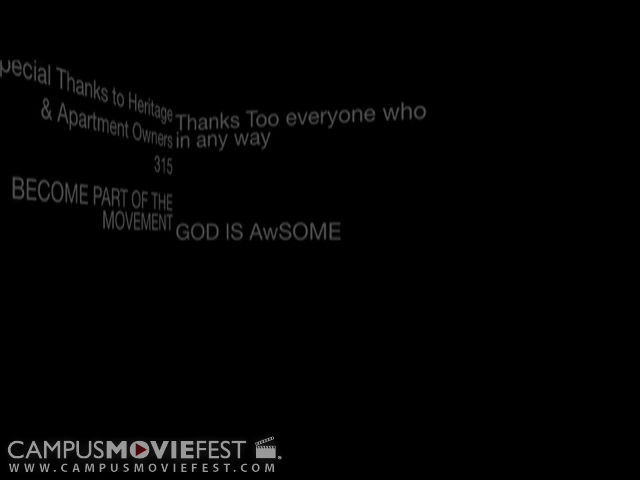 pecial Thanks to Heritage
& Apartment Owners
315
BECOME PART OF THE
MOVEMENT
Thanks Too everyone who
in any way
GOD IS AwSOME
CAMPUSMOVIEFEST
WWW.CAMPUSMOVIEFEST.COM